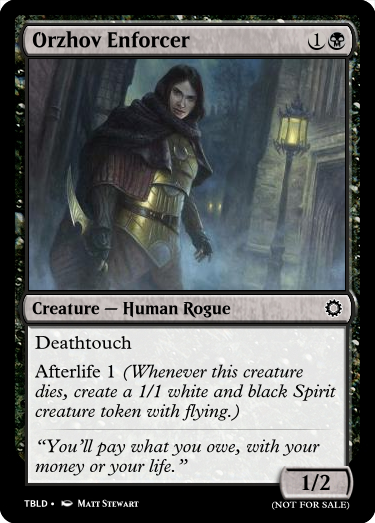 Orzhov Enforcer 1
Creature — Human Rogue
Deathtouch
Afterlife 1 (Whenever this creature
dies, create a 1/1 white and black Spirit
creature token with flying.)
“You’ll pay what you owe, with your
money or your life.”
1/2
TBLD • Matt Stewart (NOT FOR SALE)